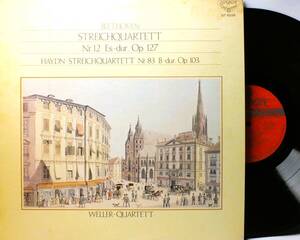 BEETHOVEN
STREICHQUARTETT
Nr.12 Es-dur, Op.127
HAYDN STREICHQUARTETT Nr.83 B-dur, Op.103
WELLER-QUARTETT